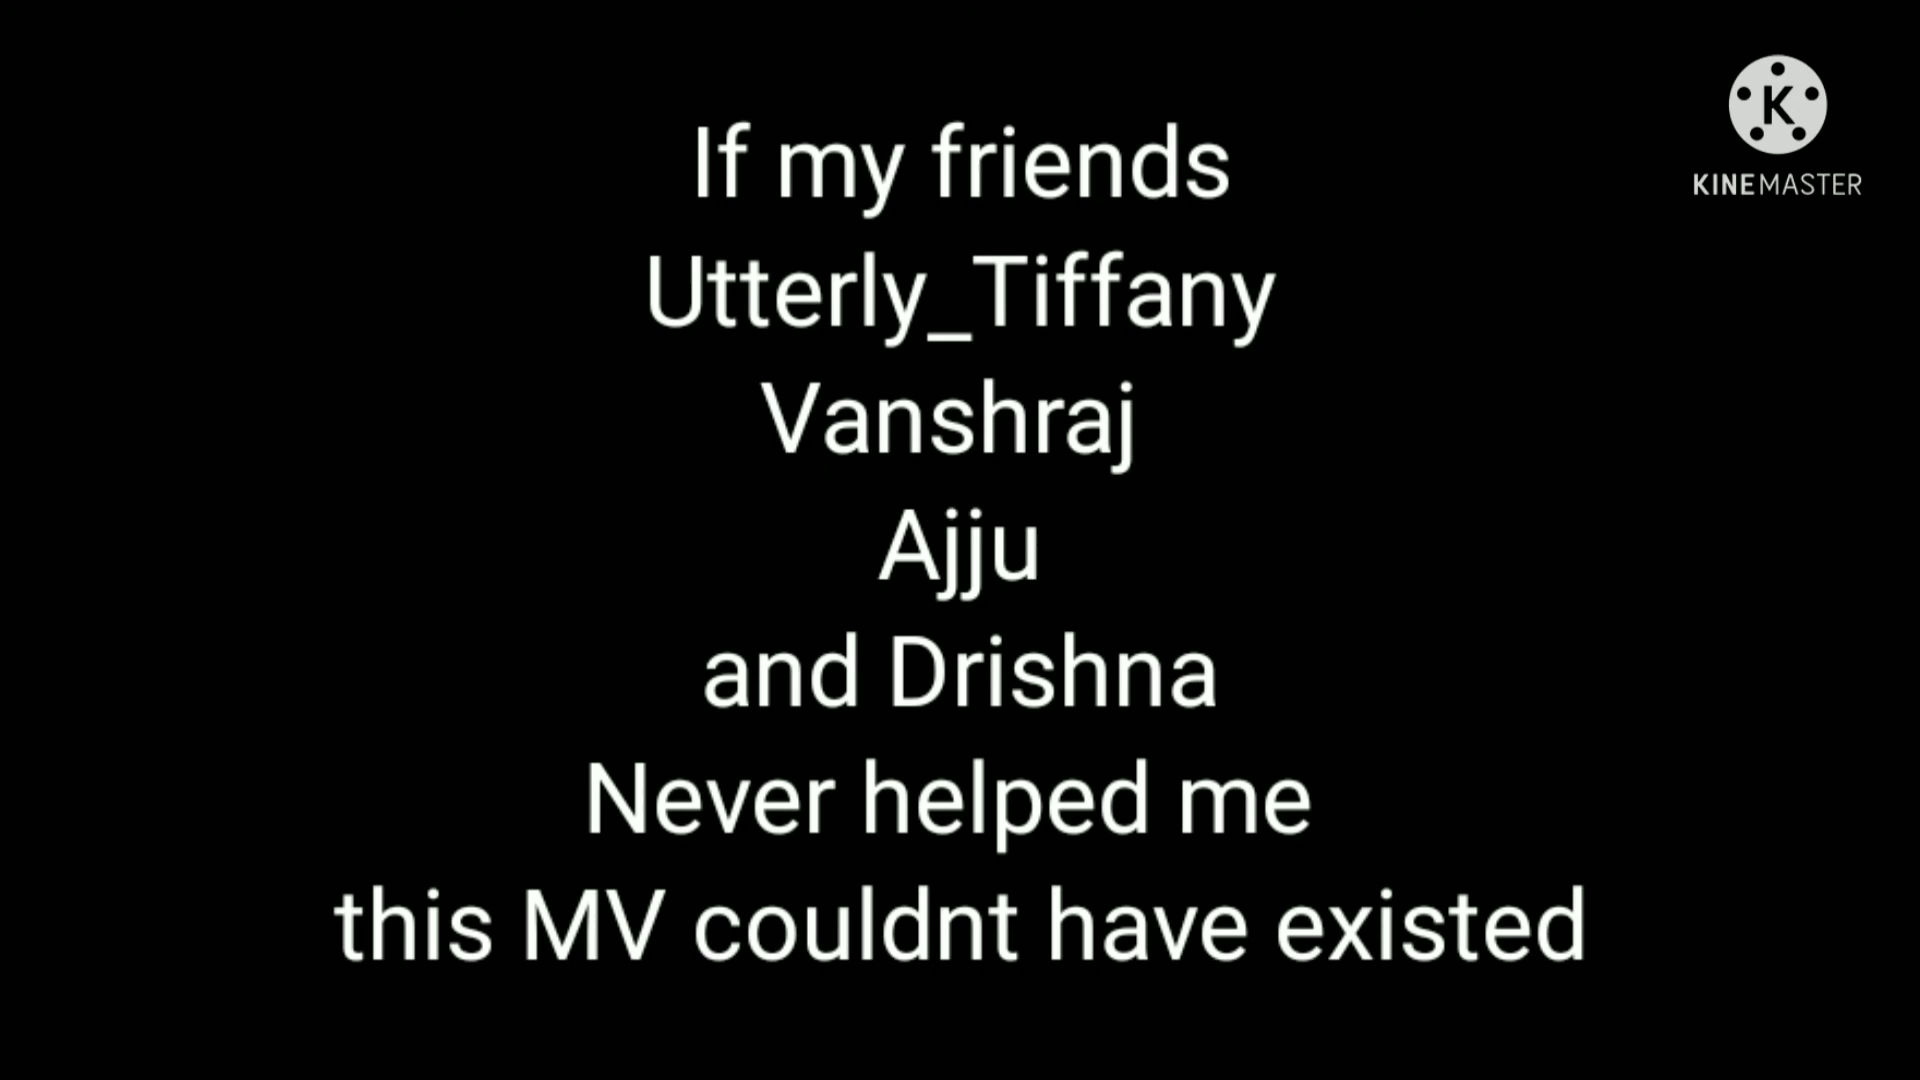 If my friends
Utterly_Tiffany
Vanshraj
Ajju
and Drishna
Never helped me
this MV couldnt have existed
K
KINEMASTER